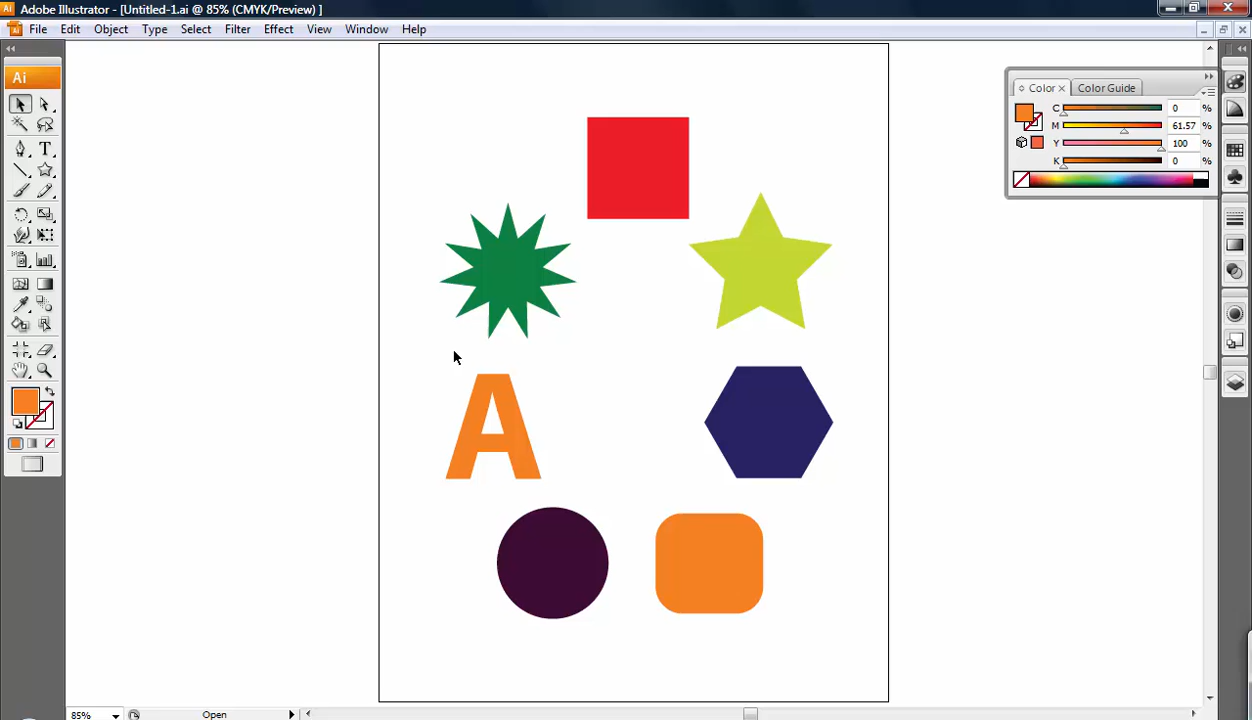 Ai Adobe Illustrator - [Untitled-1.ai @ 85% (CMYK/Preview) ]
File Edit Object Type Select Filter Effect View Window Help
Ai
Color x Color Guide
C 0 %
M 61.57 %
Y 100 %
K 0 %
T
A
85% Open